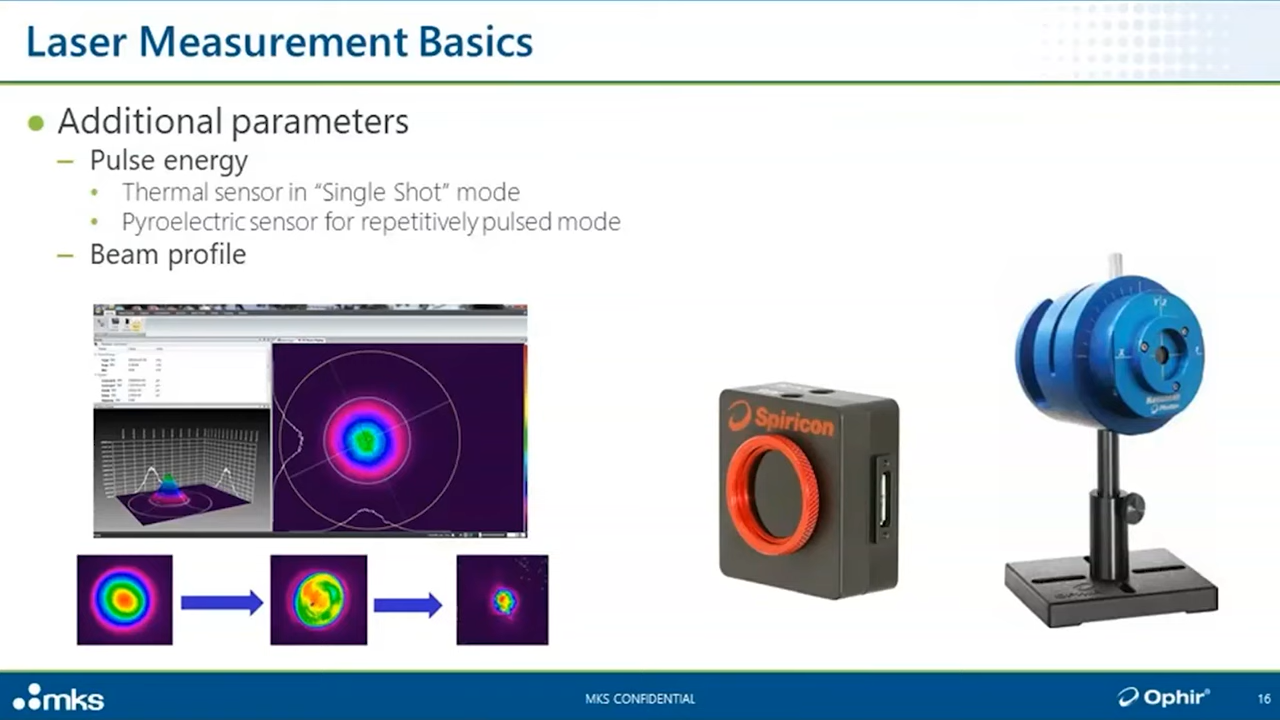 Laser Measurement Basics
● Additional parameters
– Pulse energy
• Thermal sensor in “Single Shot” mode
• Pyroelectric sensor for repetitively pulsed mode
– Beam profile
Spiricon
mks
MKS CONFIDENTIAL
Ophir®
16